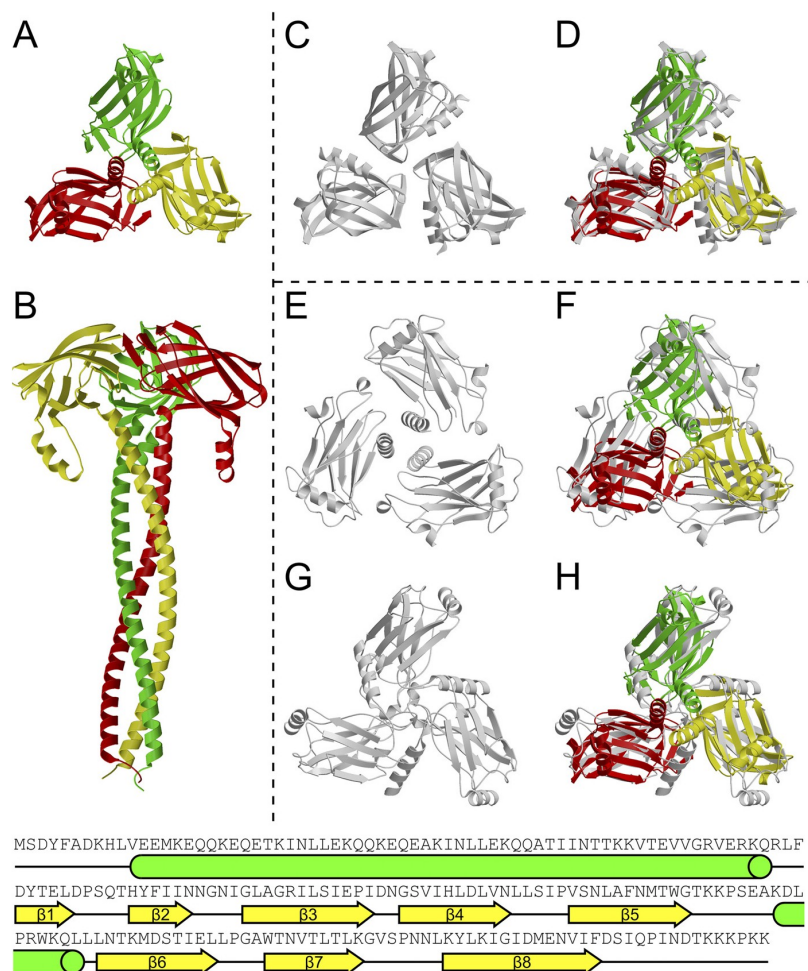 A
C
D
B
E
F
G
H
MSDYFADKHLVEEMKEQQKEQETKINLLEKQQKEQEAKINLLEKQQATIINTTKKVTEVVGRVERKQRLF
DYTELDPSQTHYFIINNGNIGLAGRILSIEPIDNGSVIHLDLVNLLSIPVSNLAFNMTWGTKKPSEAKDL
β1 β2 β3 β4 β5
PRWKQLLLNTKMDSTIELLPGAWTNVTLTLKGVSPNNLKYLKIGIDMENVIFDSIQPINDTKKKPKK
β6 β7 β8